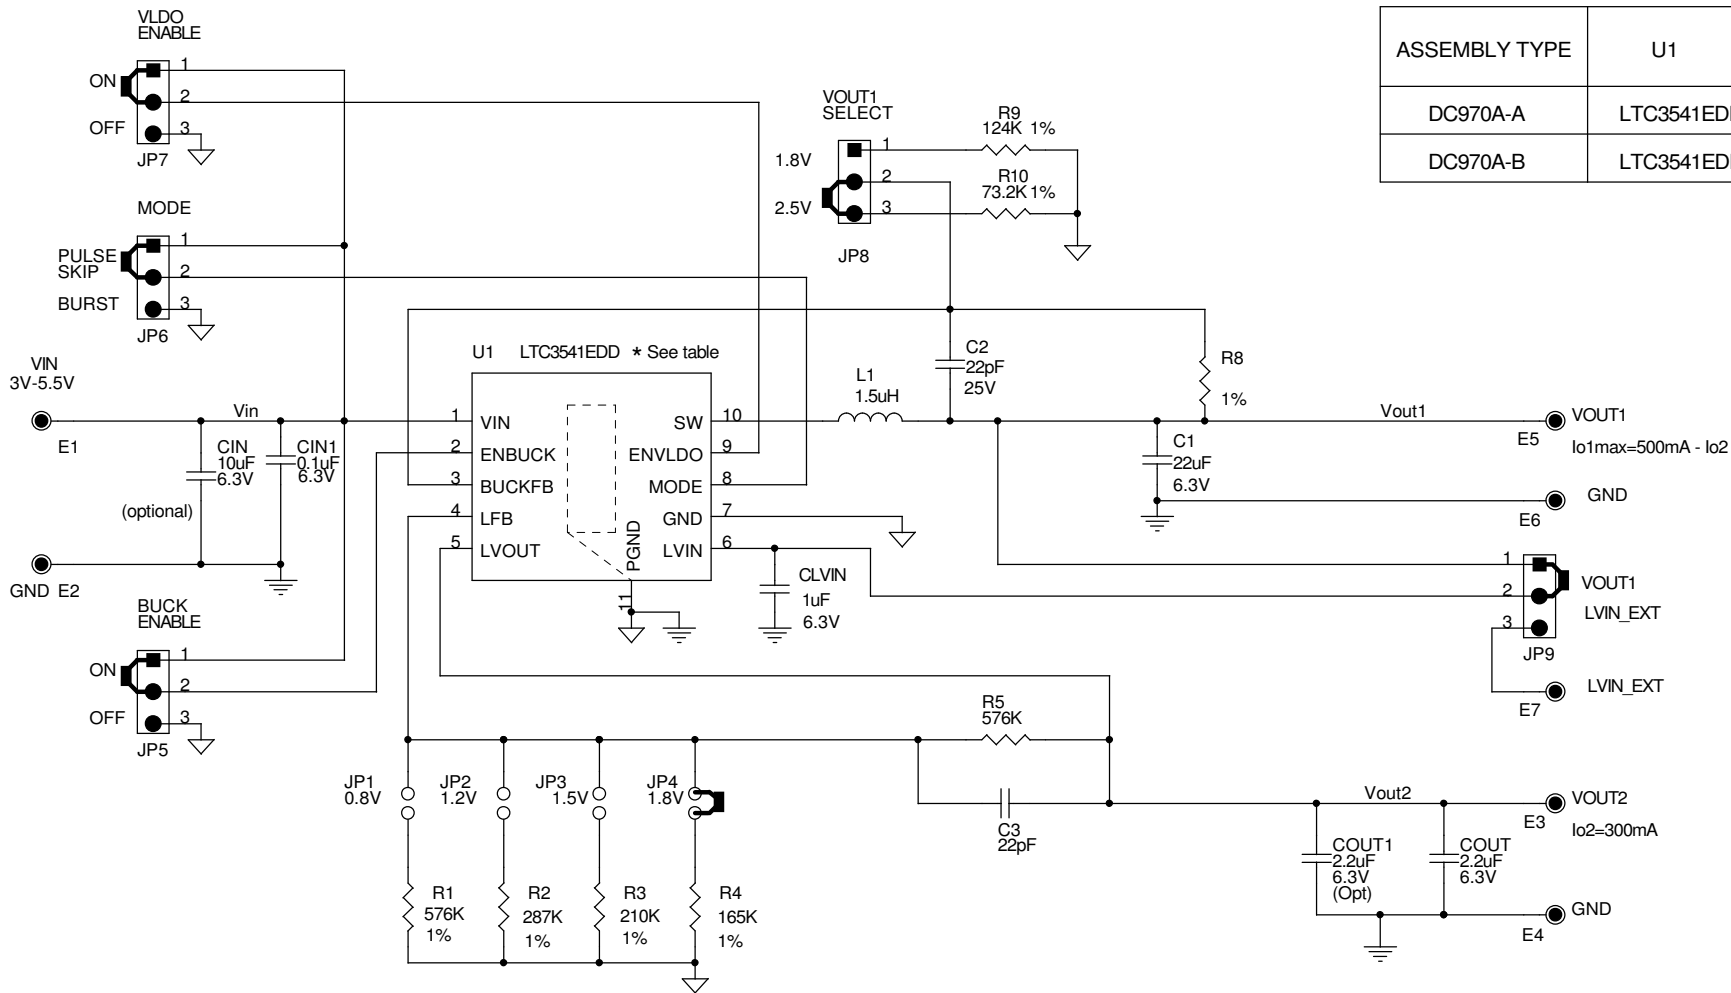 VLDO
ENABLE
1
ON
2
OFF
3
JP7
VOUT1
SELECT
R9
124K 1%
1
1.8V
2
R10
73.2K 1%
2.5V
3
JP8
ASSEMBLY TYPE
U1
DC970A-A
LTC3541EDD
DC970A-B
LTC3541EDD
MODE
1
PULSE
SKIP
2
BURST
3
JP6
VIN
3V-5.5V
Vin
E1
CIN
10uF
6.3V
(optional)
CIN1
0.1uF
6.3V
GND E2
U1 LTC3541EDD * See table
1 VIN
2 ENBUCK
3 BUCKFB
4 LFB
5 LVOUT
SW 10
ENVLDO 9
MODE 8
GND 7
LVIN 6
PGND
11
L1
1.5uH
C2
22pF
25V
R8
1%
Vout1
C1
22uF
6.3V
E5
VOUT1
Io1max=500mA - Io2
GND
E6
CLVIN
1uF
6.3V
1
VOUT1
2
LVIN_EXT
3
JP9
LVIN_EXT
E7
BUCK
ENABLE
1
ON
2
OFF
3
JP5
R5
576K
C3
22pF
JP1
0.8V
JP2
1.2V
JP3
1.5V
JP4
1.8V
R1
576K
1%
R2
287K
1%
R3
210K
1%
R4
165K
1%
Vout2
VOUT2
E3
Io2=300mA
COUT1
2.2uF
6.3V
(Opt)
COUT
2.2uF
6.3V
GND
E4